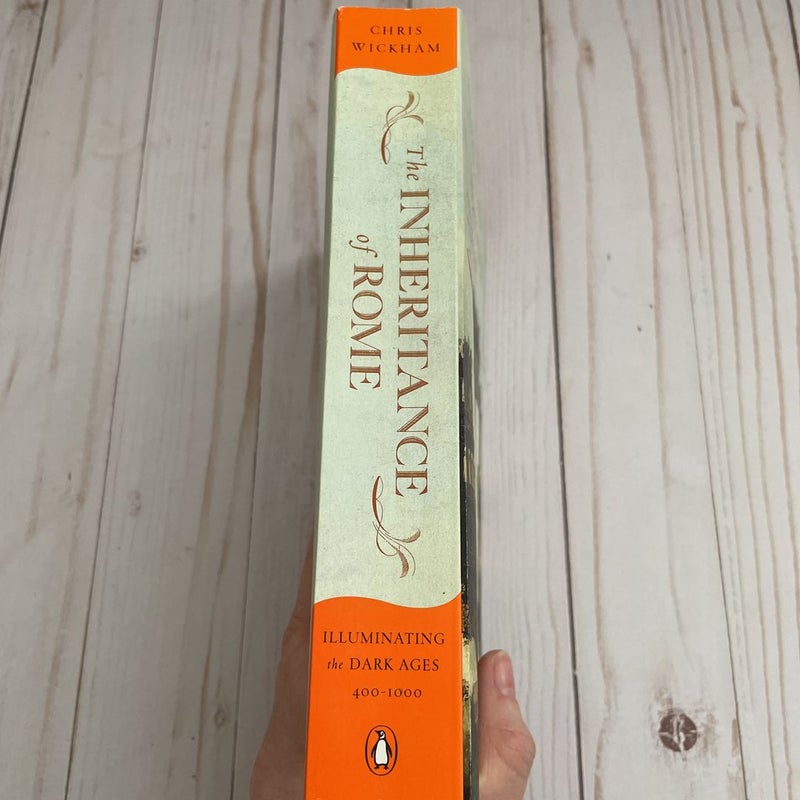 CHRIS
WICKHAM
The INHERITANCE
of ROME
ILLUMINATING
the DARK AGES
400-1000